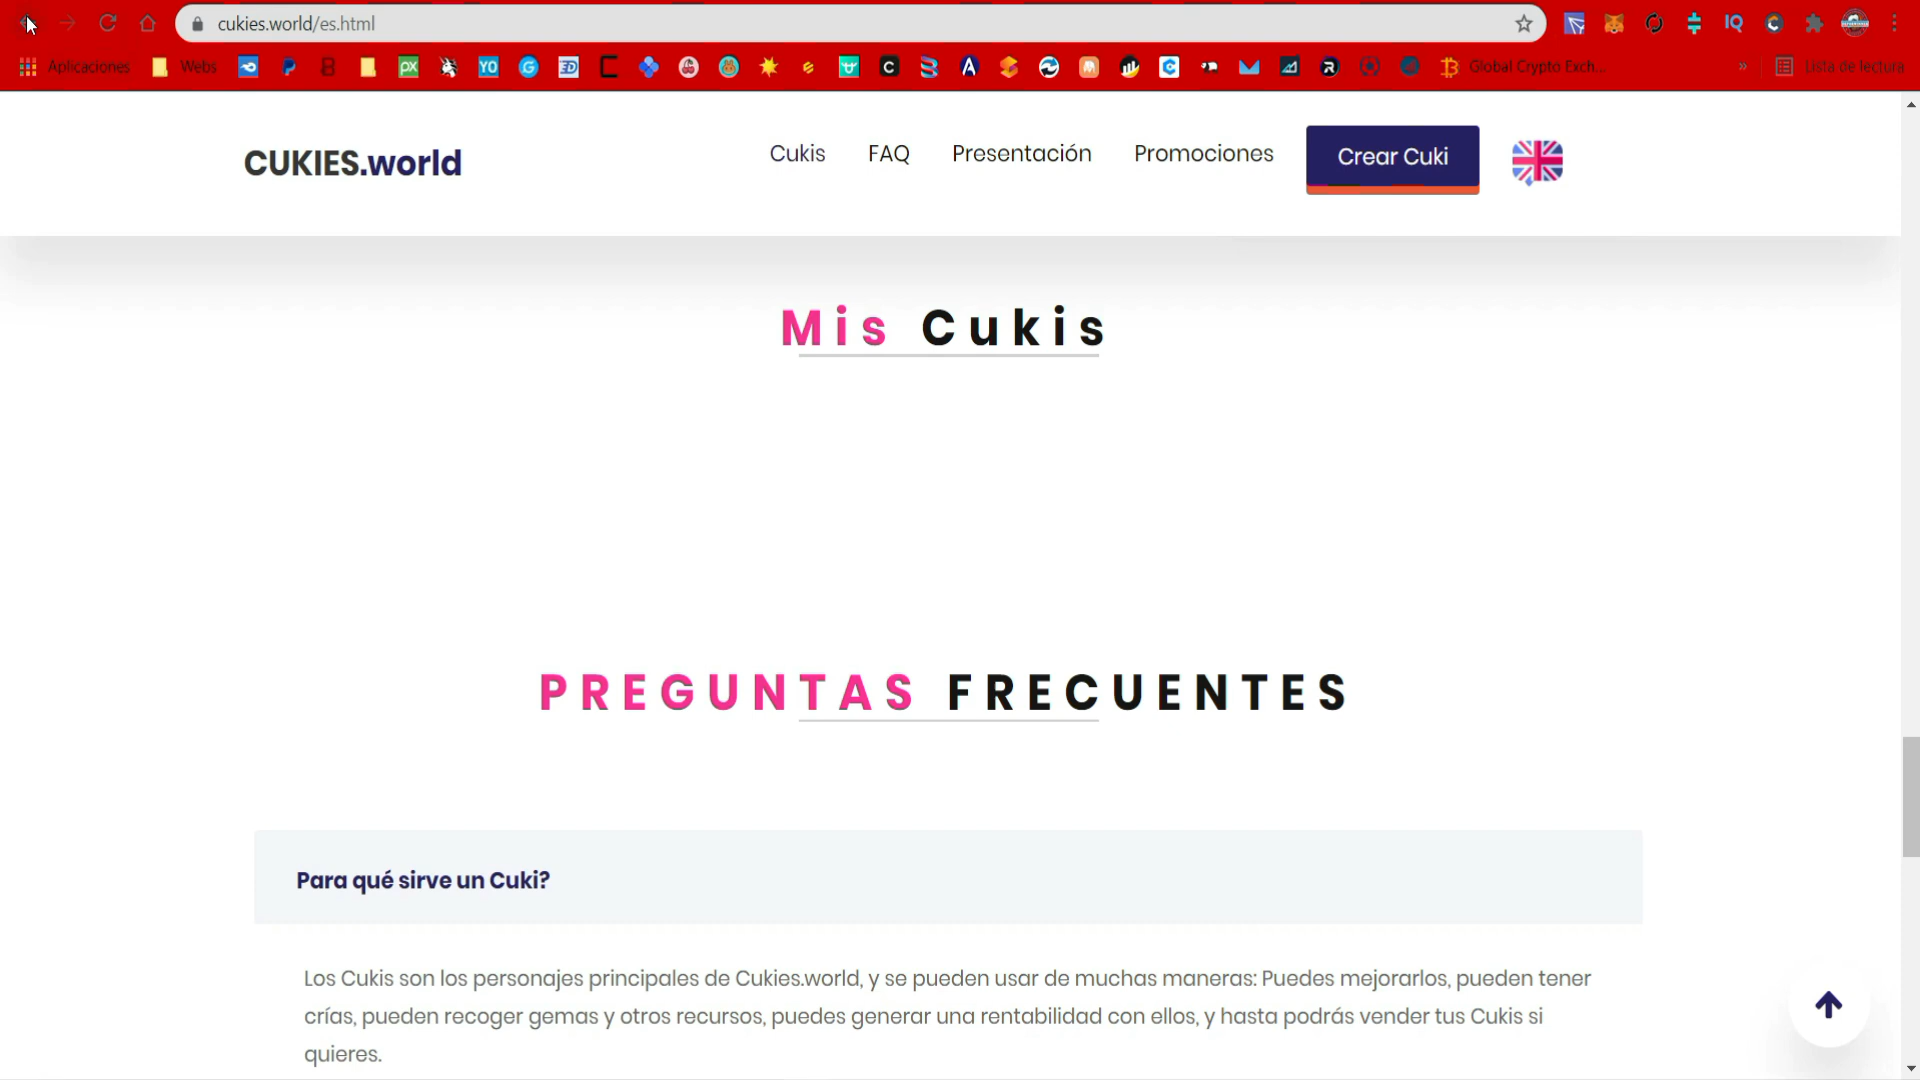 cukies.world/es.html
Aplicaciones Webs Global Crypto Exch... » Lista de lectura
CUKIES.world Cukis FAQ Presentación Promociones Crear Cuki
Mis Cukis
PREGUNTAS FRECUENTES
Para qué sirve un Cuki?
Los Cukis son los personajes principales de Cukies.world, y se pueden usar de muchas maneras: Puedes mejorarlos, pueden tener
crías, pueden recoger gemas y otros recursos, puedes generar una rentabilidad con ellos, y hasta podrás vender tus Cukis si
quieres.